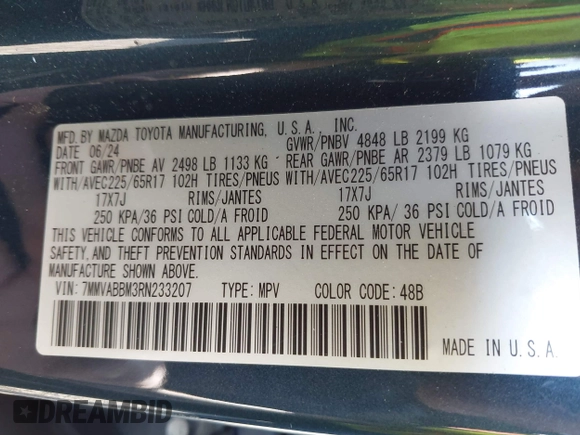 MFD. BY MAZDA TOYOTA MANUFACTURING, U.S.A., INC.
DATE 06/24 GVWR/PNBV 4848 LB 2199 KG
FRONT GAWR/PNBE AV 2498 LB 1133 KG REAR GAWR/PNBE AR 2379 LB 1079 KG
WITH/AVEC225/65R17 102H TIRES/PNEUS WITH/AVEC225/65R17 102H TIRES/PNEUS
17X7J RIMS/JANTES 17X7J RIMS/JANTES
250 KPA/36 PSI COLD/A FROID 250 KPA/ 36 PSI COLD/A FROID
THIS VEHICLE CONFORMS TO ALL APPLICABLE FEDERAL MOTOR VEHICLE
SAFETY, AND THEFT PREVENTION STANDARDS IN EFFECT ON THE DATE OF
MANUFACTURE SHOWN ABOVE.
VIN: 7MMVABBM3RN233207 TYPE: MPV COLOR CODE: 48B
MADE IN U.S.A.
DREAMBID